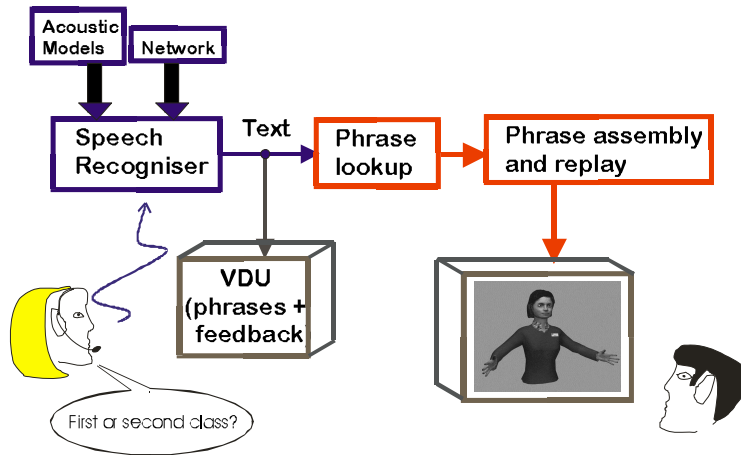 Acoustic
Models
Network
Speech
Recogniser
Text
Phrase
lookup
Phrase assembly
and replay
VDU
(phrases +
feedback)
First or second class?